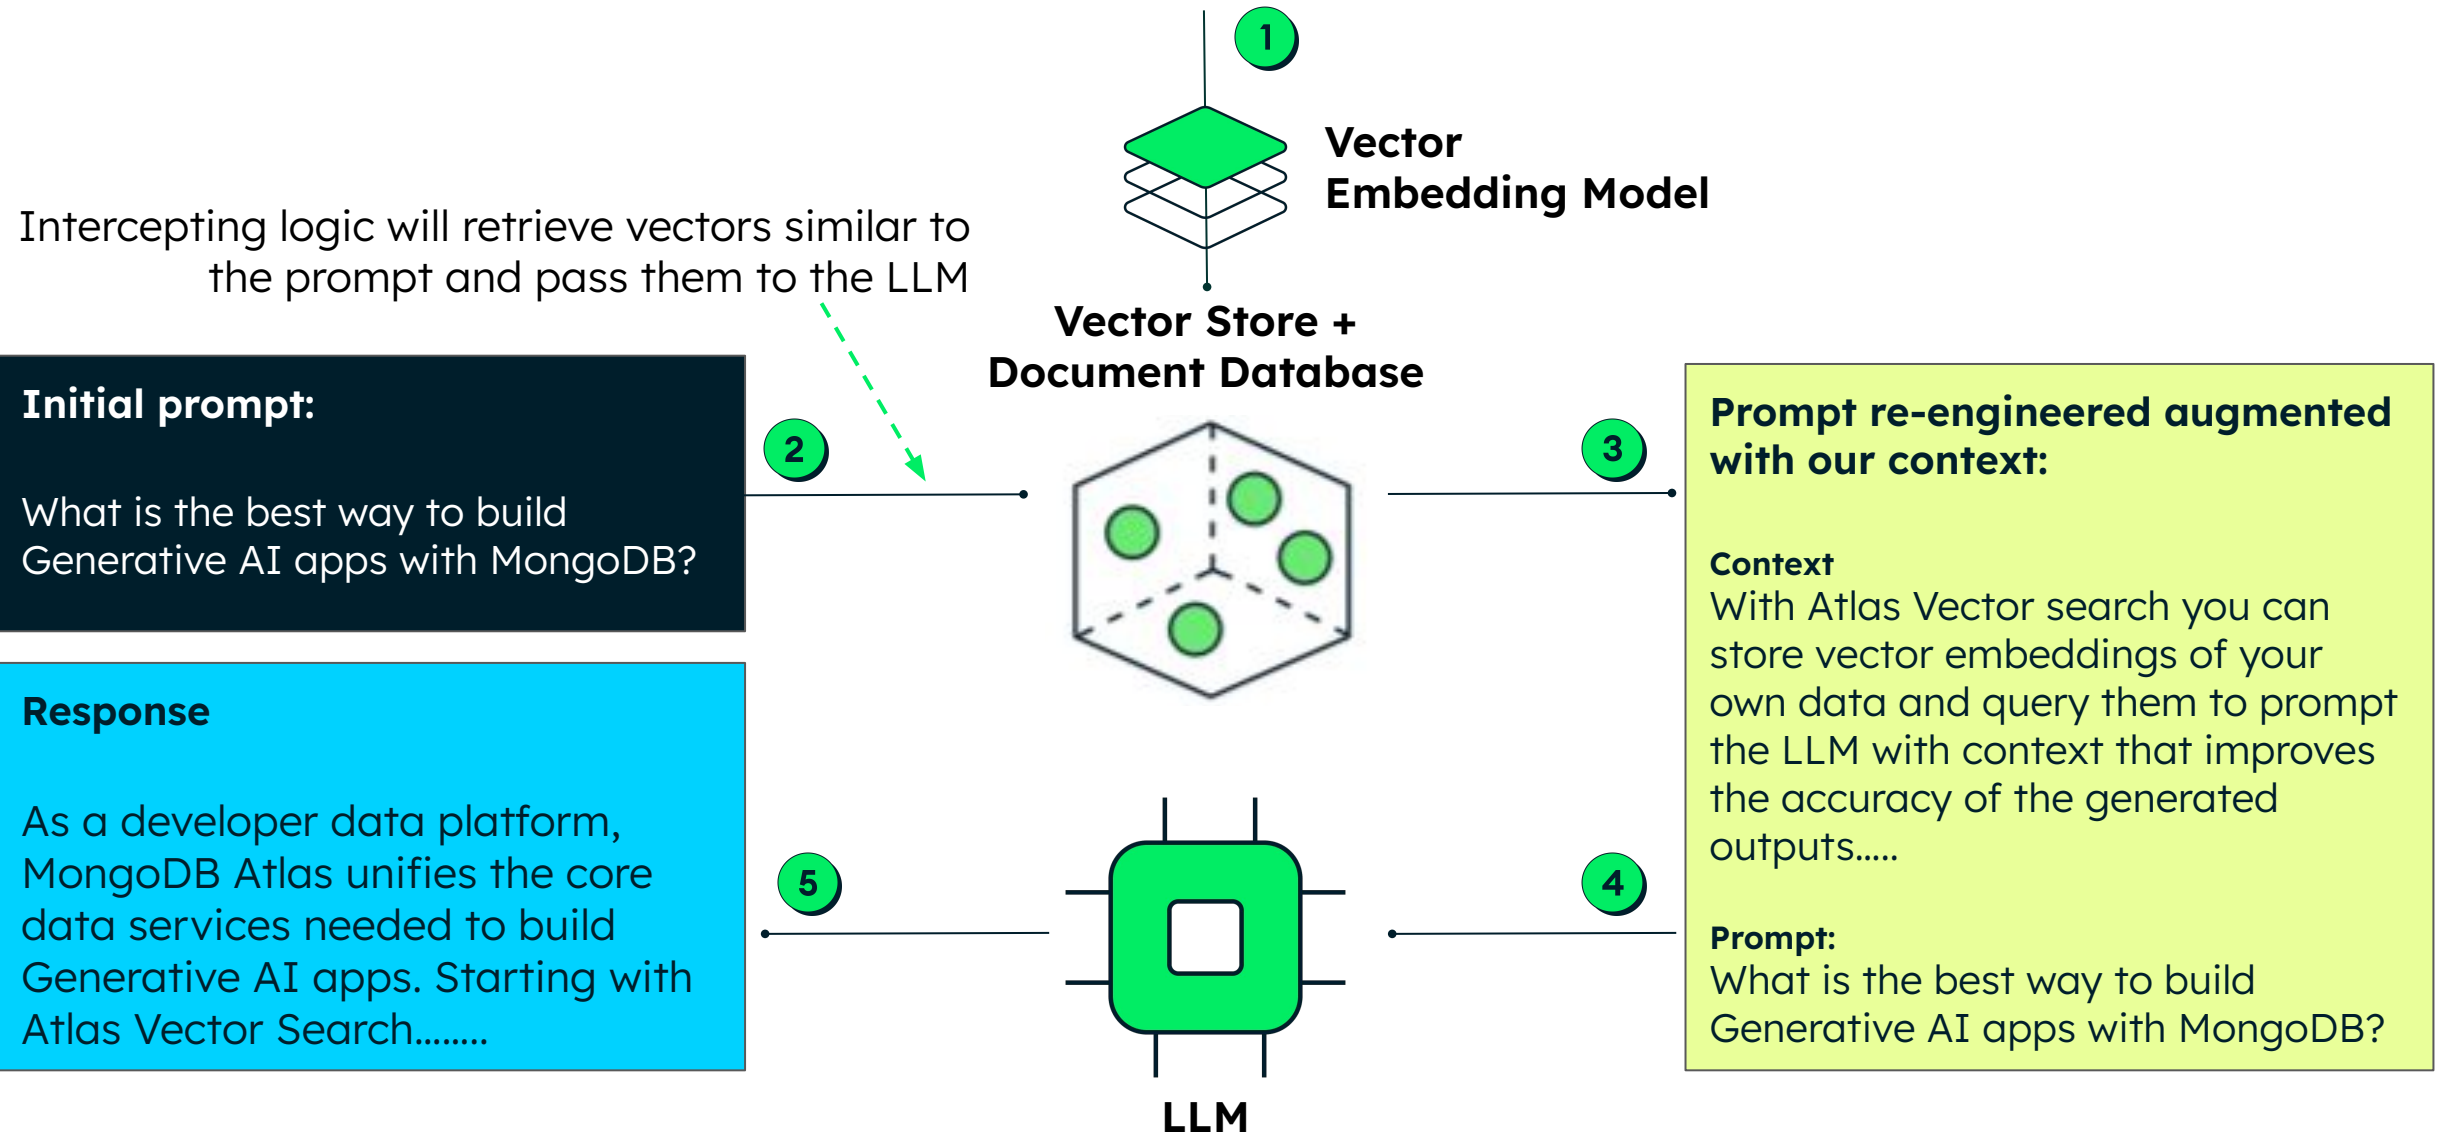 1
Vector
Embedding Model
Intercepting logic will retrieve vectors similar to
the prompt and pass them to the LLM
Vector Store +
Document Database
Initial prompt:
What is the best way to build
Generative AI apps with MongoDB?
2
3
Prompt re-engineered augmented
with our context:
Context
With Atlas Vector search you can
store vector embeddings of your
own data and query them to prompt
the LLM with context that improves
the accuracy of the generated
outputs.....
Prompt:
What is the best way to build
Generative AI apps with MongoDB?
4
LLM
5
Response
As a developer data platform,
MongoDB Atlas unifies the core
data services needed to build
Generative AI apps. Starting with
Atlas Vector Search........